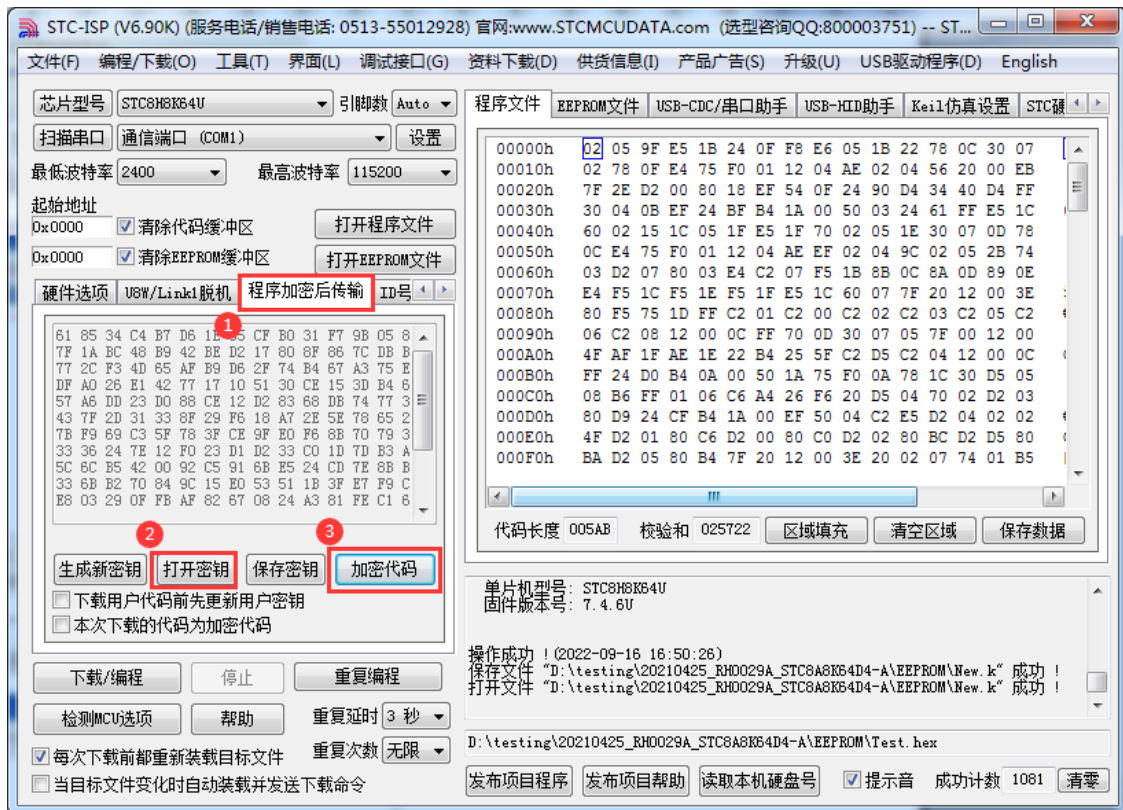 STC-ISP (V6.90K) (服务电话/销售电话: 0513-55012928) 官网:www.STCMCUDATA.com (选型咨询QQ:800003751) -- ST...
文件(F) 编程/下载(O) 工具(T) 界面(L) 调试接口(G) 资料下载(D) 供货信息(I) 产品广告(S) 升级(U) USB驱动程序(D) English
芯片型号 STC8H8K64U 引脚数 Auto
扫描串口 通信端口 (COM1) 设置
最低波特率 2400 最高波特率 115200
起始地址
0x0000 清除代码缓冲区 打开程序文件
0x0000 清除EEPROM缓冲区 打开EEPROM文件
硬件选项 U8W/Link1脱机 程序加密后传输 ID号
1
61 85 34 C4 B7 D6 CF B0 31 F7 9B 05 8
7F 1A BC 48 B9 42 BE D2 17 80 8F 86 7C DB B
77 2C F3 4D 65 AF B9 D6 2F 74 B4 67 A3 75 E
DF A0 26 E1 42 77 17 10 51 30 CE 15 3D B4 6
57 A6 DD 23 D0 88 CE 12 D2 83 68 DB 74 77 3
43 7F 2D 31 33 8F 29 F6 18 A7 2E 5E 78 65 2
7B F9 69 C3 5F 78 3F CE 9F E0 F6 8B 70 79 3
33 36 24 7E 12 F0 23 D1 D2 33 C0 1D 7D B3 A
5C 6C B5 42 00 92 C5 91 6B E5 24 CD 7E 8B B
33 6B B2 70 84 9C 15 E0 53 51 1B 3F E7 F9 C
E8 03 29 0F FB AF 82 67 08 24 A3 81 FE C1 6
2
3
生成新密钥 打开密钥 保存密钥 加密代码
下载用户代码前先更新用户密钥
本次下载的代码为加密代码
下载/编程 停止 重复编程
检测MCU选项 帮助 重复延时 3 秒
每次下载前都重新装载目标文件 重复次数 无限
当目标文件变化时自动装载并发送下载命令
程序文件 EEPROM文件 USB-CDC/串口助手 USB-HID助手 Keil仿真设置 STC硬
00000h 02 05 9F E5 1B 24 0F F8 E6 05 1B 22 78 0C 30 07
00010h 02 78 0F E4 75 F0 01 12 04 AE 02 04 56 20 00 EB
00020h 7F 2E D2 00 80 18 EF 54 0F 24 90 D4 34 40 D4 FF
00030h 30 04 0B EF 24 BF B4 1A 00 50 03 24 61 FF E5 1C
00040h 60 02 15 1C 05 1F E5 1F 70 02 05 1E 30 07 0D 78
00050h 0C E4 75 F0 01 12 04 AE EF 02 04 9C 02 05 2B 74
00060h 03 D2 07 80 03 E4 C2 07 F5 1B 8B 0C 8A 0D 89 0E
00070h E4 F5 1C F5 1E F5 1F E5 1C 60 07 7F 20 12 00 3E
00080h 80 F5 75 1D FF C2 01 C2 00 C2 02 C2 03 C2 05 C2
00090h 06 C2 08 12 00 0C FF 70 0D 30 07 05 7F 00 12 00
000A0h 4F AF 1F AE 1E 22 B4 25 5F C2 D5 C2 04 12 00 0C
000B0h FF 24 D0 B4 0A 00 50 1A 75 F0 0A 78 1C 30 D5 05
000C0h 08 B6 FF 01 06 C6 A4 26 F6 20 D5 04 70 02 D2 03
000D0h 80 D9 24 CF B4 1A 00 EF 50 04 C2 E5 D2 04 02 02
000E0h 4F D2 01 80 C6 D2 00 80 C0 D2 02 80 BC D2 D5 80
000F0h BA D2 05 80 B4 7F 20 12 00 3E 20 02 07 74 01 B5
代码长度 005AB 校验和 025722 区域填充 清空区域 保存数据
单片机型号: STC8H8K64U
固件版本号: 7.4.6U
操作成功 !(2022-09-16 16:50:26)
保存文件 "D:\testing\20210425_RH0029A_STC8A8K64D4-A\EEPROM\New.k" 成功 !
打开文件 "D:\testing\20210425_RH0029A_STC8A8K64D4-A\EEPROM\New.k" 成功 !
D:\testing\20210425_RH0029A_STC8A8K64D4-A\EEPROM\Test.hex
发布项目程序 发布项目帮助 读取本机硬盘号 提示音 成功计数 1081 清零